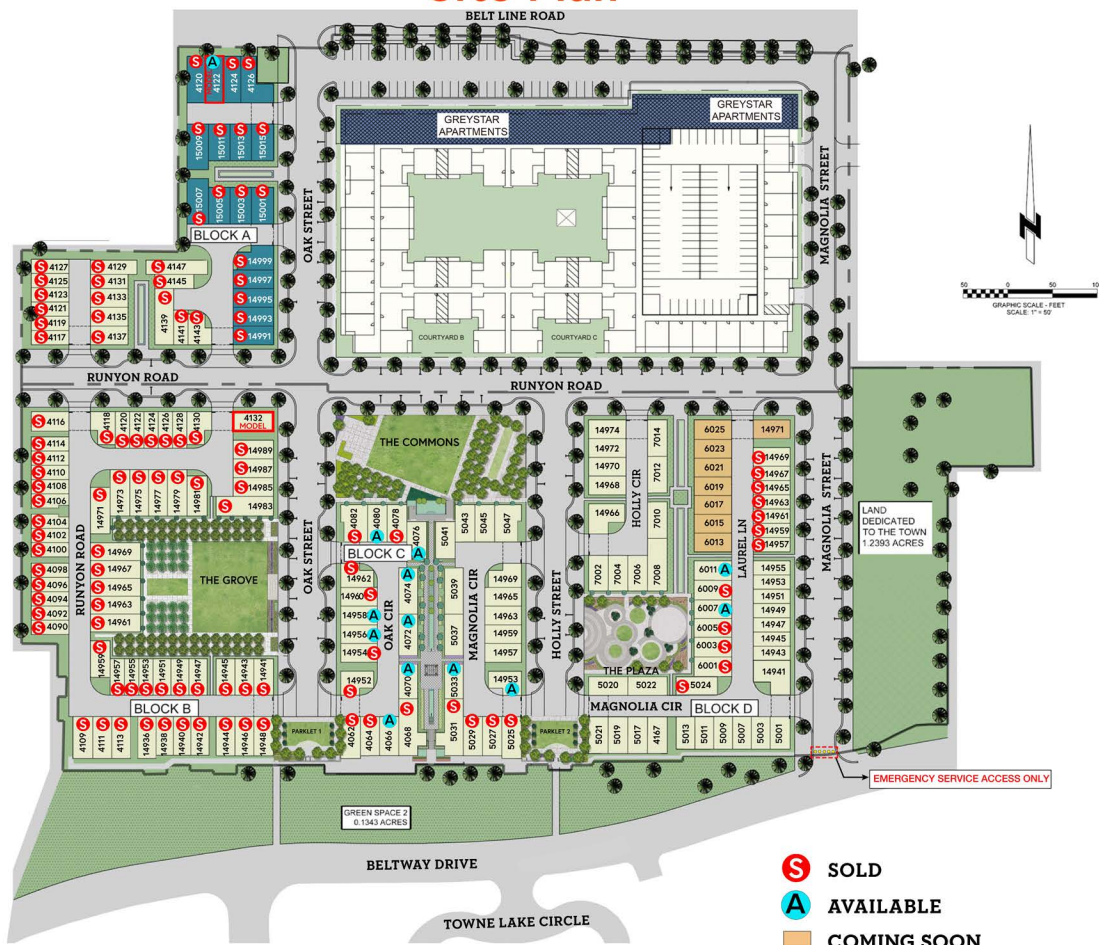 BELT LINE ROAD
S
A
S
S
4120
4122
4124
4126
GREYSTAR
APARTMENTS
GREYSTAR
APARTMENTS
S
S
S
S
15009
15011
15013
15015
15007
15005
15003
15001
S
S
S
S
BLOCK A
OAK STREET
MAGNOLIA STREET
N
50 0 50 10
GRAPHIC SCALE - FEET
SCALE: 1" = 50'
S 4127
S 4129
S 4147
S 14999
S 4125
S 4131
S 4145
S 14997
S 4123
S 4133
S 4139
S 14995
S 4121
S 4135
S 4141
S 4143
S 14993
S 4119
S 4117
S 4137
S 14991
COURTYARD B
COURTYARD C
RUNYON ROAD
RUNYON ROAD
S 4116
4118
4120
4122
4124
4126
4128
4130
S S S S S S S
4132
MODEL
S 4114
S 4112
S 4110
S 4108
S 4106
S 14989
S 14987
S 14985
S 14983
S S S S S S
14971
14973
14975
14977
14979
14981
S 4104
S 4102
S 4100
S 4098
S 4096
S 4094
S 4092
S 4090
RUNYON ROAD
S 14969
S 14967
S 14965
S 14963
S 14961
THE GROVE
S
14959
14957
14955
14953
14951
14949
14947
14945
14943
14941
S S S S S S S S S
BLOCK B
S S S S S S S S S S
4109
4111
4113
14936
14938
14940
14942
14944
14946
14948
OAK STREET
THE COMMONS
4082
4080
4078
4076
S A S A
5041
5043
5045
5047
BLOCK C
S
14962
14960 S
14958 A
14956 A
14954 S
14952
S
OAK CIR
A
4074
A
4072
A
4070
S
4068
5039
5037
A
5033
S
5031
MAGNOLIA CIR
14969
14965
14963
14959
14957
14953
A
S S A
4062
4064
4066
S S S
5029
5027
5025
PARKLET 1
PARKLET 2
HOLLY STREET
14974
14972
14970
14968
14966
HOLLY CIR
7014
7012
7010
7002
7004
7006
7008
THE PLAZA
5020
5022
S 5024
MAGNOLIA CIR
BLOCK D
5021
5019
5017
4167
5013
5011
5009
5007
5003
5001
6025
6023
6021
6019
6017
6015
6013
6011 A
6009 S
6007 A
6005 S
6003 S
6001 S
LAUREL LN
14971
S 14969
S 14967
S 14965
S 14963
S 14961
S 14959
S 14957
14955
14953
14951
14949
14947
14945
14943
14941
MAGNOLIA STREET
LAND
DEDICATED
TO THE TOWN
1.2393 ACRES
EMERGENCY SERVICE ACCESS ONLY
GREEN SPACE 2
0.1343 ACRES
BELTWAY DRIVE
TOWNE LAKE CIRCLE
S SOLD
A AVAILABLE
COMING SOON